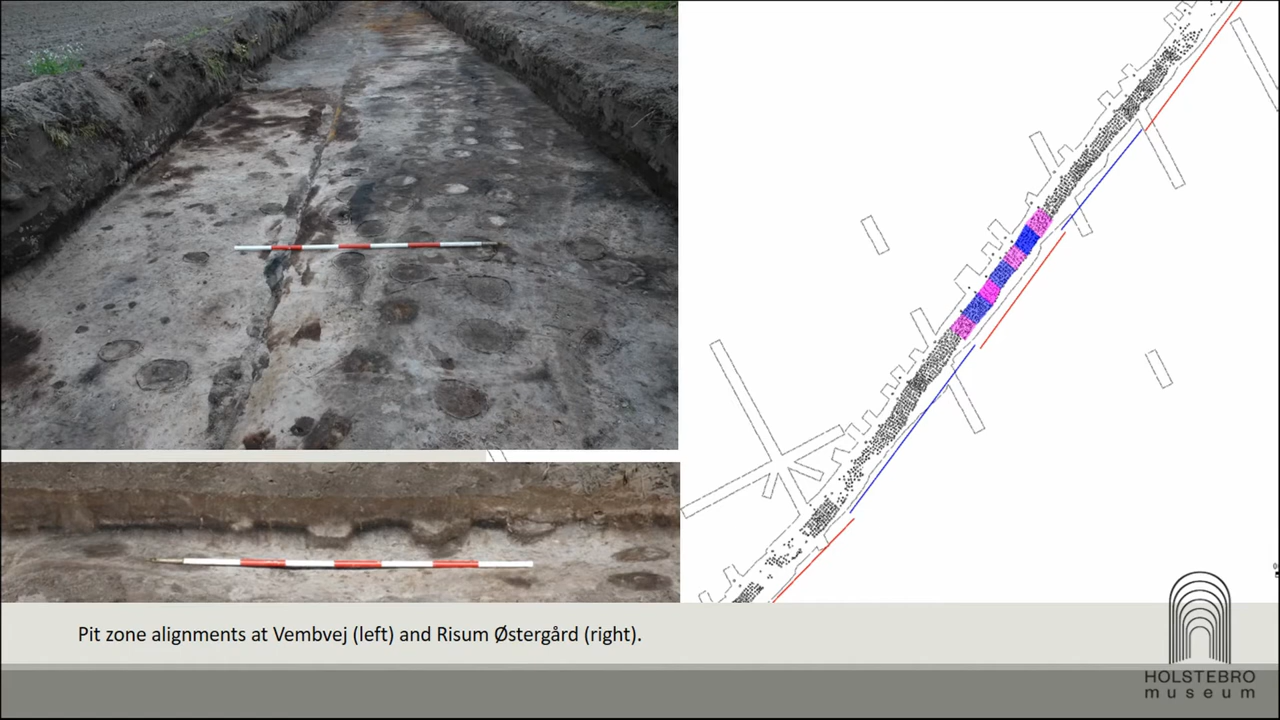 Pit zone alignments at Vembvej (left) and Risum Østergård (right).
HOLSTEBRO
museum